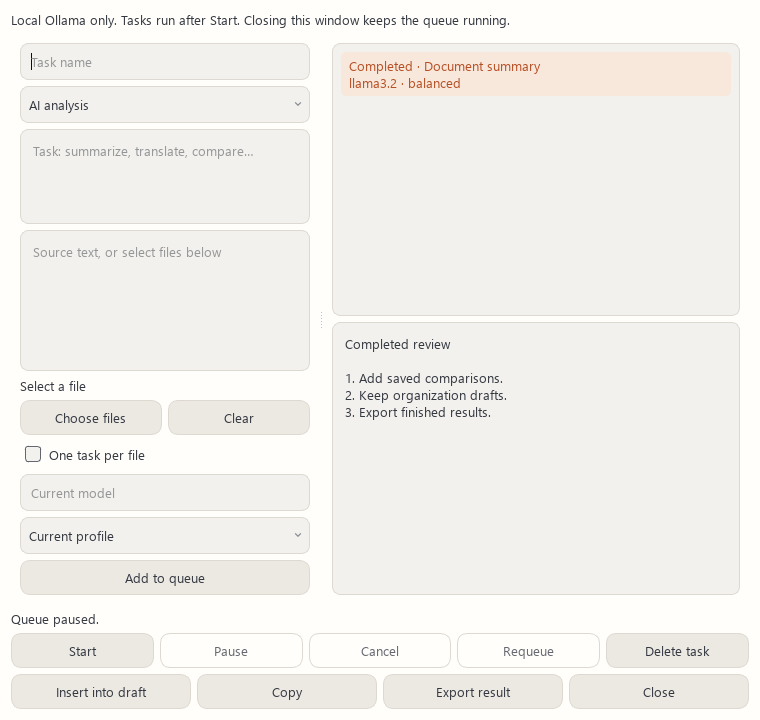 Local Ollama only. Tasks run after Start. Closing this window keeps the queue running.
Task name
AI analysis
Task: summarize, translate, compare...
Source text, or select files below
Select a file
Choose files
Clear
One task per file
Current model
Current profile
Add to queue
Completed · Document summary
llama3.2 · balanced
Completed review
1. Add saved comparisons.
2. Keep organization drafts.
3. Export finished results.
Queue paused.
Start
Pause
Cancel
Requeue
Delete task
Insert into draft
Copy
Export result
Close